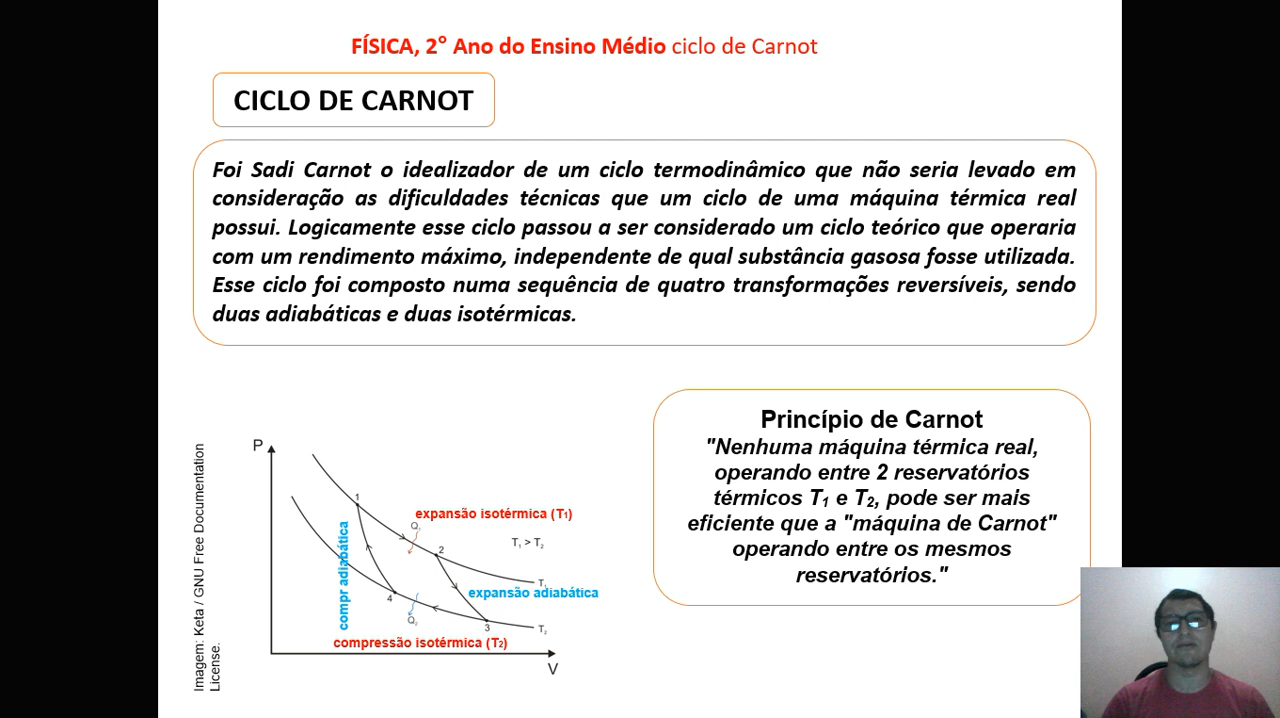 FÍSICA, 2° Ano do Ensino Médio ciclo de Carnot
CICLO DE CARNOT
Foi Sadi Carnot o idealizador de um ciclo termodinâmico que não seria levado em
consideração as dificuldades técnicas que um ciclo de uma máquina térmica real
possui. Logicamente esse ciclo passou a ser considerado um ciclo teórico que operaria
com um rendimento máximo, independente de qual substância gasosa fosse utilizada.
Esse ciclo foi composto numa sequência de quatro transformações reversíveis, sendo
duas adiabáticas e duas isotérmicas.
Imagem: Keta / GNU Free Documentation
License.
P
1
expansão isotérmica (T₁)
Q₁
2
T₁ > T₂
compr adiabática
T₁
expansão adiabática
4
Q₂
3
T₂
compressão isotérmica (T₂)
V
Princípio de Carnot
"Nenhuma máquina térmica real,
operando entre 2 reservatórios
térmicos T₁ e T₂, pode ser mais
eficiente que a "máquina de Carnot"
operando entre os mesmos
reservatórios."